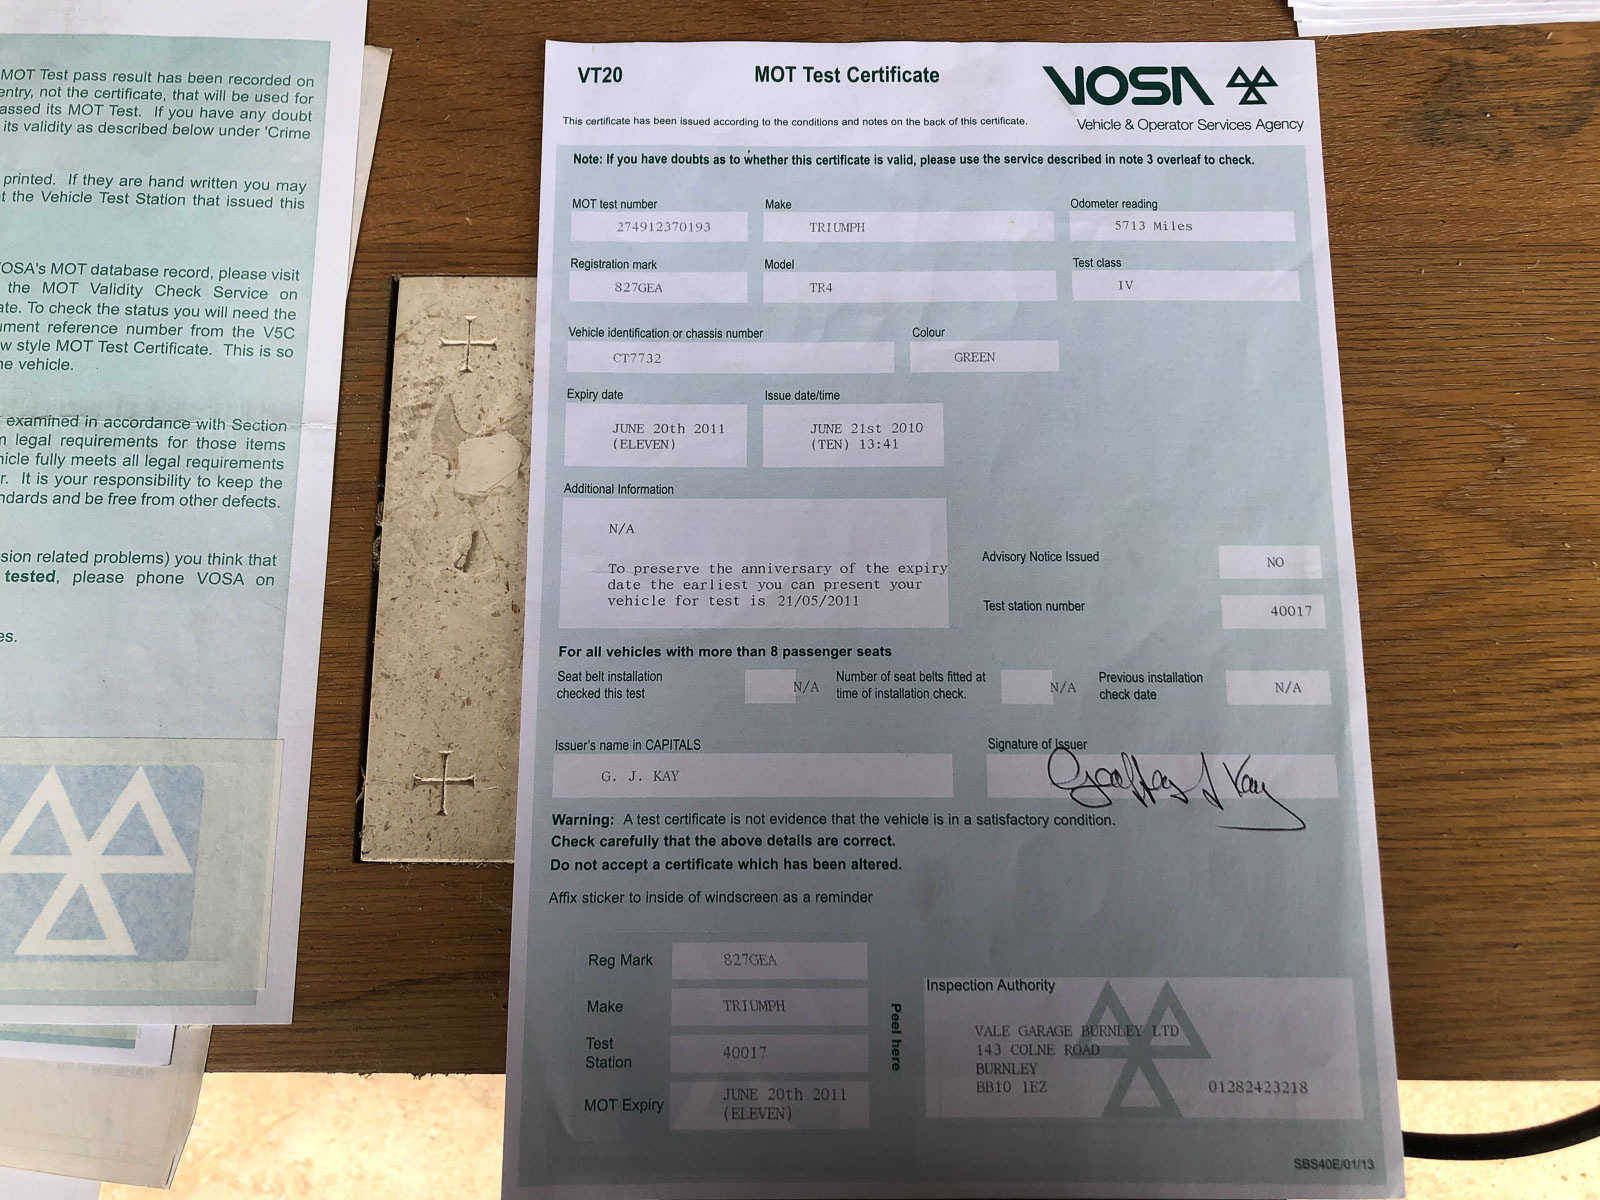 MOT Test pass result has been recorded on
entry, not the certificate, that will be used for
assed its MOT Test. If you have any doubt
its validity as described below under 'Crime
printed. If they are hand written you may
t the Vehicle Test Station that issued this
VOSA's MOT database record, please visit
the MOT Validity Check Service on
ate. To check the status you will need the
ument reference number from the V5C
w style MOT Test Certificate. This is so
he vehicle.
examined in accordance with Section
legal requirements for those items
hicle fully meets all legal requirements
r. It is your responsibility to keep the
ndards and be free from other defects.
sion related problems) you think that
tested, please phone VOSA on
es.
VT20
MOT Test Certificate
VOSA
Vehicle & Operator Services Agency
This certificate has been issued according to the conditions and notes on the back of this certificate.
Note: If you have doubts as to whether this certificate is valid, please use the service described in note 3 overleaf to check.
MOT test number Make Odometer reading
274912370193 TRIUMPH 5713 Miles
Registration mark Model Test class
827GEA TR4 IV
Vehicle identification or chassis number Colour
CT7732 GREEN
Expiry date Issue date/time
JUNE 20th 2011 JUNE 21st 2010
(ELEVEN) (TEN) 13:41
Additional Information
N/A
To preserve the anniversary of the expiry
date the earliest you can present your
vehicle for test is 21/05/2011
Advisory Notice Issued NO
Test station number 40017
For all vehicles with more than 8 passenger seats
Seat belt installation
checked this test
N/A
Number of seat belts fitted at
time of installation check.
N/A
Previous installation
check date
N/A
Issuer's name in CAPITALS
G. J. KAY
Signature of Issuer
Geoffrey J Kay
Warning: A test certificate is not evidence that the vehicle is in a satisfactory condition.
Check carefully that the above details are correct.
Do not accept a certificate which has been altered.
Affix sticker to inside of windscreen as a reminder
Reg Mark 827GEA
Make TRIUMPH
Test
Station
40017
MOT Expiry
JUNE 20th 2011
(ELEVEN)
Peel here
Inspection Authority
VALE GARAGE BURNLEY LTD
143 COLNE ROAD
BURNLEY
BB10 1EZ 01282423218
SBS40E/01/13